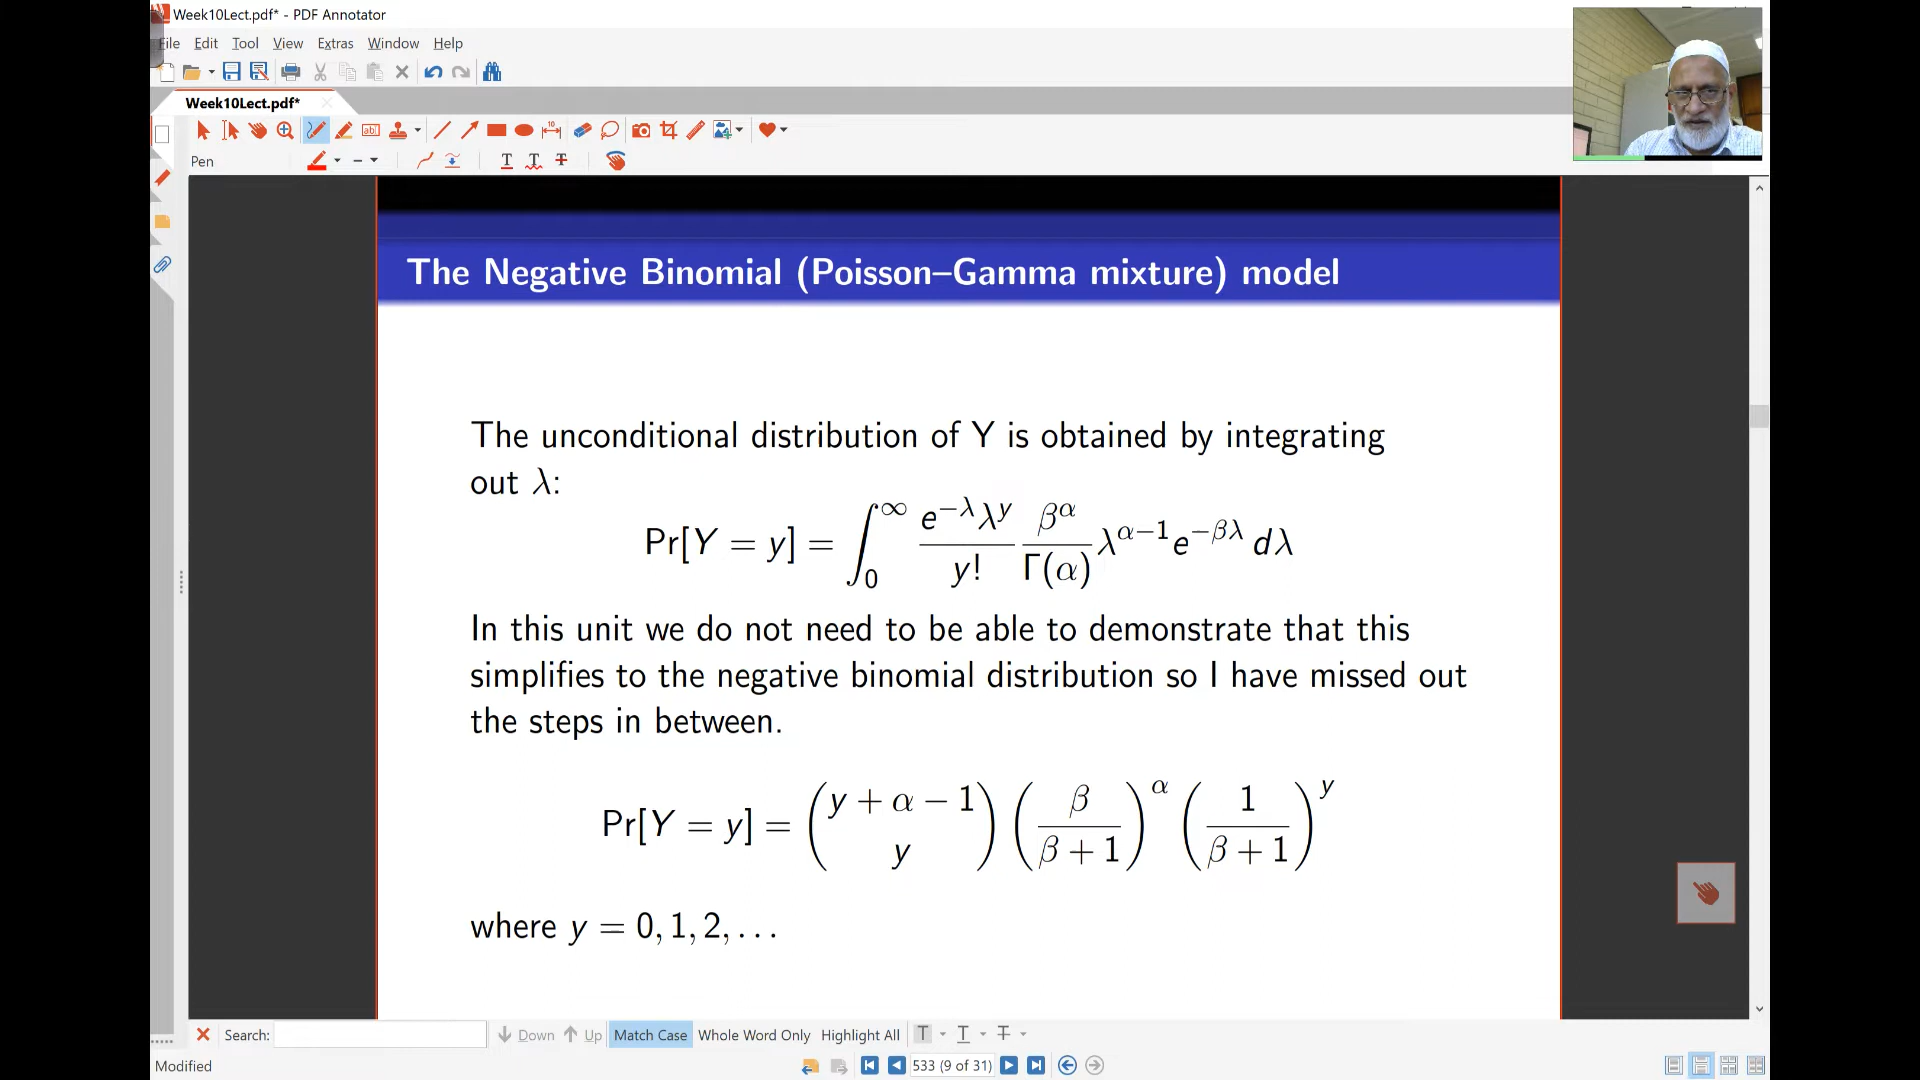 Week10Lect.pdf* - PDF Annotator
File Edit Tool View Extras Window Help
Week10Lect.pdf*
Pen
The Negative Binomial (Poisson–Gamma mixture) model
The unconditional distribution of Y is obtained by integrating
out λ:
Pr[Y = y] = ∫₀^∞ (e^{−λ}λ^y / y!) (β^α / Γ(α)) λ^{α−1} e^{−βλ} dλ
In this unit we do not need to be able to demonstrate that this
simplifies to the negative binomial distribution so I have missed out
the steps in between.
Pr[Y = y] = (y + α − 1 over y) (β / (β + 1))^α (1 / (β + 1))^y
where y = 0, 1, 2, . . .
Search: Down Up Match Case Whole Word Only Highlight All
Modified 533 (9 of 31)